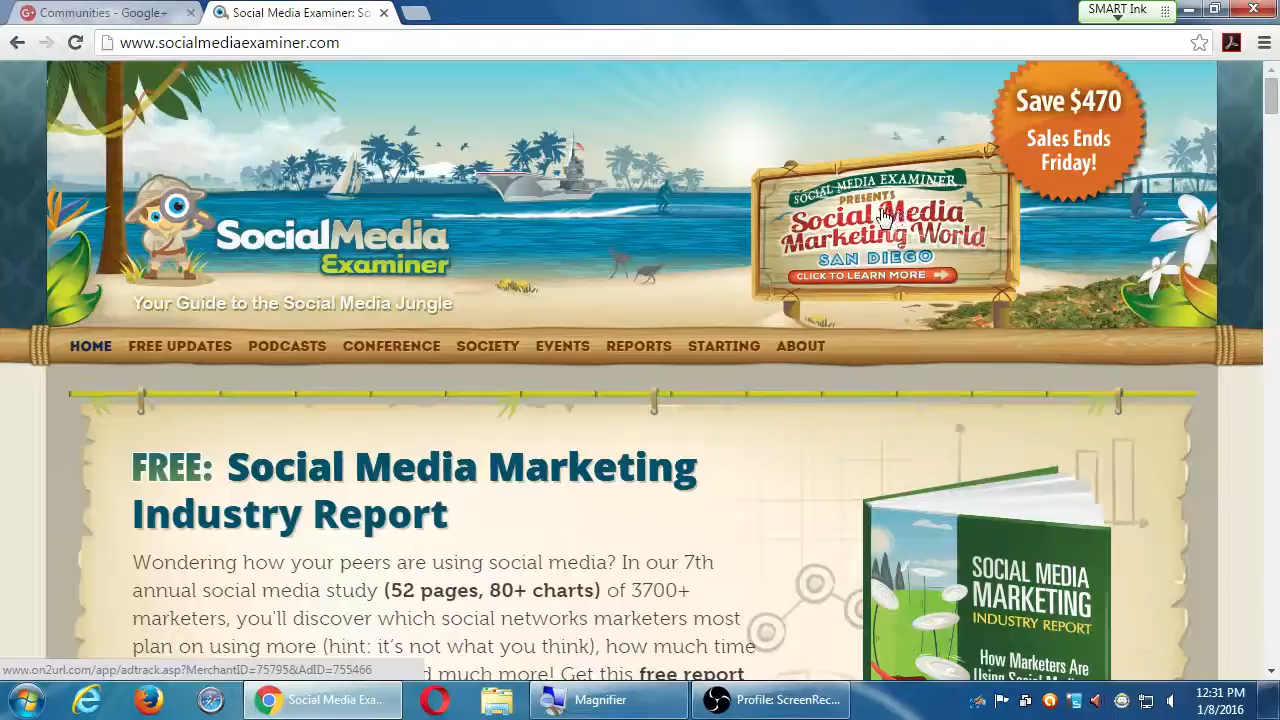 Communities - Google+
Social Media Examiner: So
SMART Ink
www.socialmediaexaminer.com
Save $470
Sales Ends
Friday!
SOCIAL MEDIA EXAMINER
PRESENTS
Social Media
Marketing World
SAN DIEGO
CLICK TO LEARN MORE
SocialMedia
Examiner
Your Guide to the Social Media Jungle
HOME FREE UPDATES PODCASTS CONFERENCE SOCIETY EVENTS REPORTS STARTING ABOUT
FREE: Social Media Marketing
Industry Report
Wondering how your peers are using social media? In our 7th
annual social media study (52 pages, 80+ charts) of 3700+
marketers, you'll discover which social networks marketers most
plan on using more (hint: it's not what you think), how much time
d much more! Get this free report
SOCIAL MEDIA
MARKETING
INDUSTRY REPORT
How Marketers Are
Using Social Media
www.on2url.com/app/adtrack.asp?MerchantID=75795&AdID=755466
Social Media Exa...
Magnifier
Profile: ScreenRec...
12:31 PM
1/8/2016